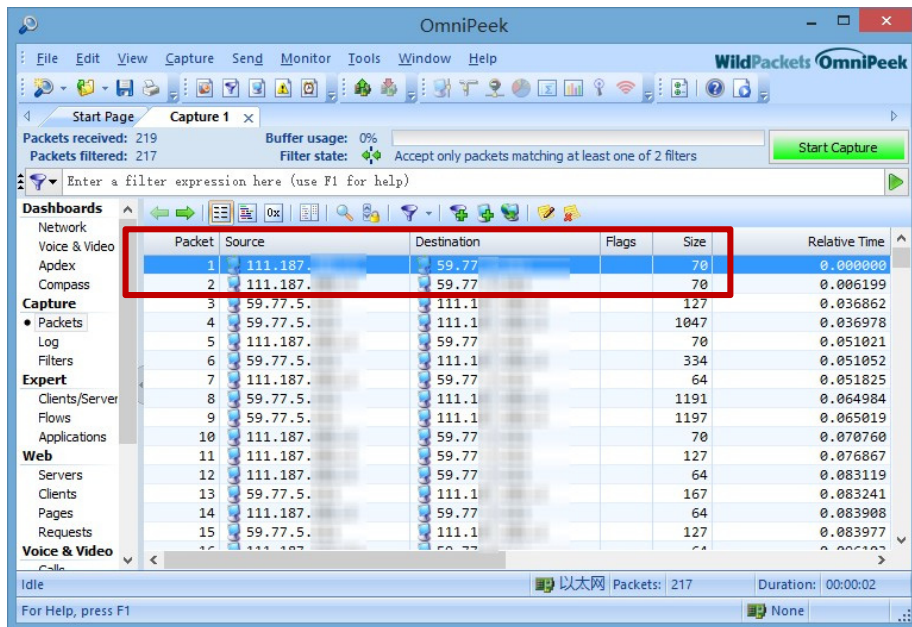 OmniPeek
File Edit View Capture Send Monitor Tools Window Help
WildPackets OmniPeek
Start Page Capture 1
Packets received: 219 Buffer usage: 0%
Packets filtered: 217 Filter state: Accept only packets matching at least one of 2 filters
Start Capture
Enter a filter expression here (use F1 for help)
Dashboards
Network
Voice & Video
Apdex
Compass
Capture
Packets
Log
Filters
Expert
Clients/Server
Flows
Applications
Web
Servers
Clients
Pages
Requests
Voice & Video
Packet Source Destination Flags Size Relative Time
1 111.187. 59.77 70 0.000000
2 111.187. 59.77 70 0.006199
3 59.77.5. 111.1 127 0.036862
4 59.77.5. 111.1 1047 0.036978
5 111.187. 59.77 70 0.051021
6 59.77.5. 111.1 334 0.051052
7 111.187. 59.77 64 0.051825
8 59.77.5. 111.1 1191 0.064984
9 59.77.5. 111.1 1197 0.065019
10 111.187. 59.77 70 0.070760
11 111.187. 59.77 127 0.076867
12 111.187. 59.77 64 0.083119
13 59.77.5. 111.1 167 0.083241
14 111.187. 59.77 64 0.083908
15 59.77.5. 111.1 127 0.083977
Idle 以太网 Packets: 217 Duration: 00:00:02
For Help, press F1 None